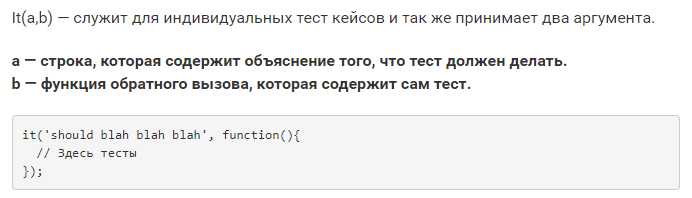 It(a,b) — служит для индивидуальных тест кейсов и так же принимает два аргумента.
a — строка, которая содержит объяснение того, что тест должен делать.
b — функция обратного вызова, которая содержит сам тест.
it('should blah blah blah', function(){
  // Здесь тесты
});